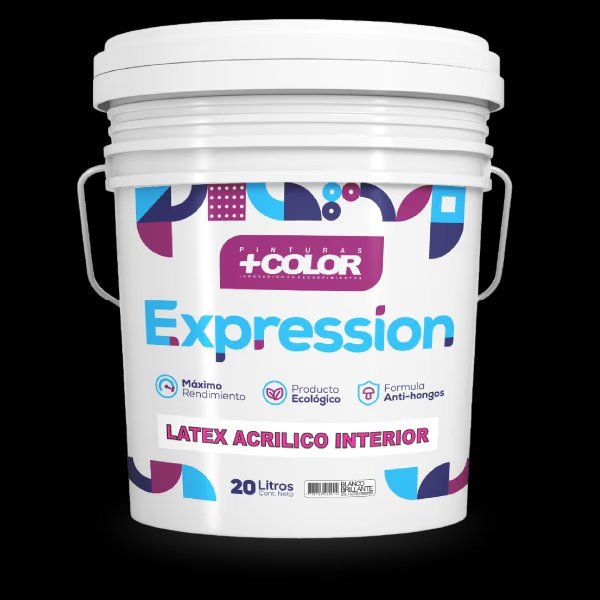 PINTURAS
+COLOR
Expression
Máximo
Rendimiento
Producto
Ecológico
Formula
Anti-hongos
LATEX ACRILICO INTERIOR
20 Litros
Cont. Neto
BLANCO
BRILLANTE